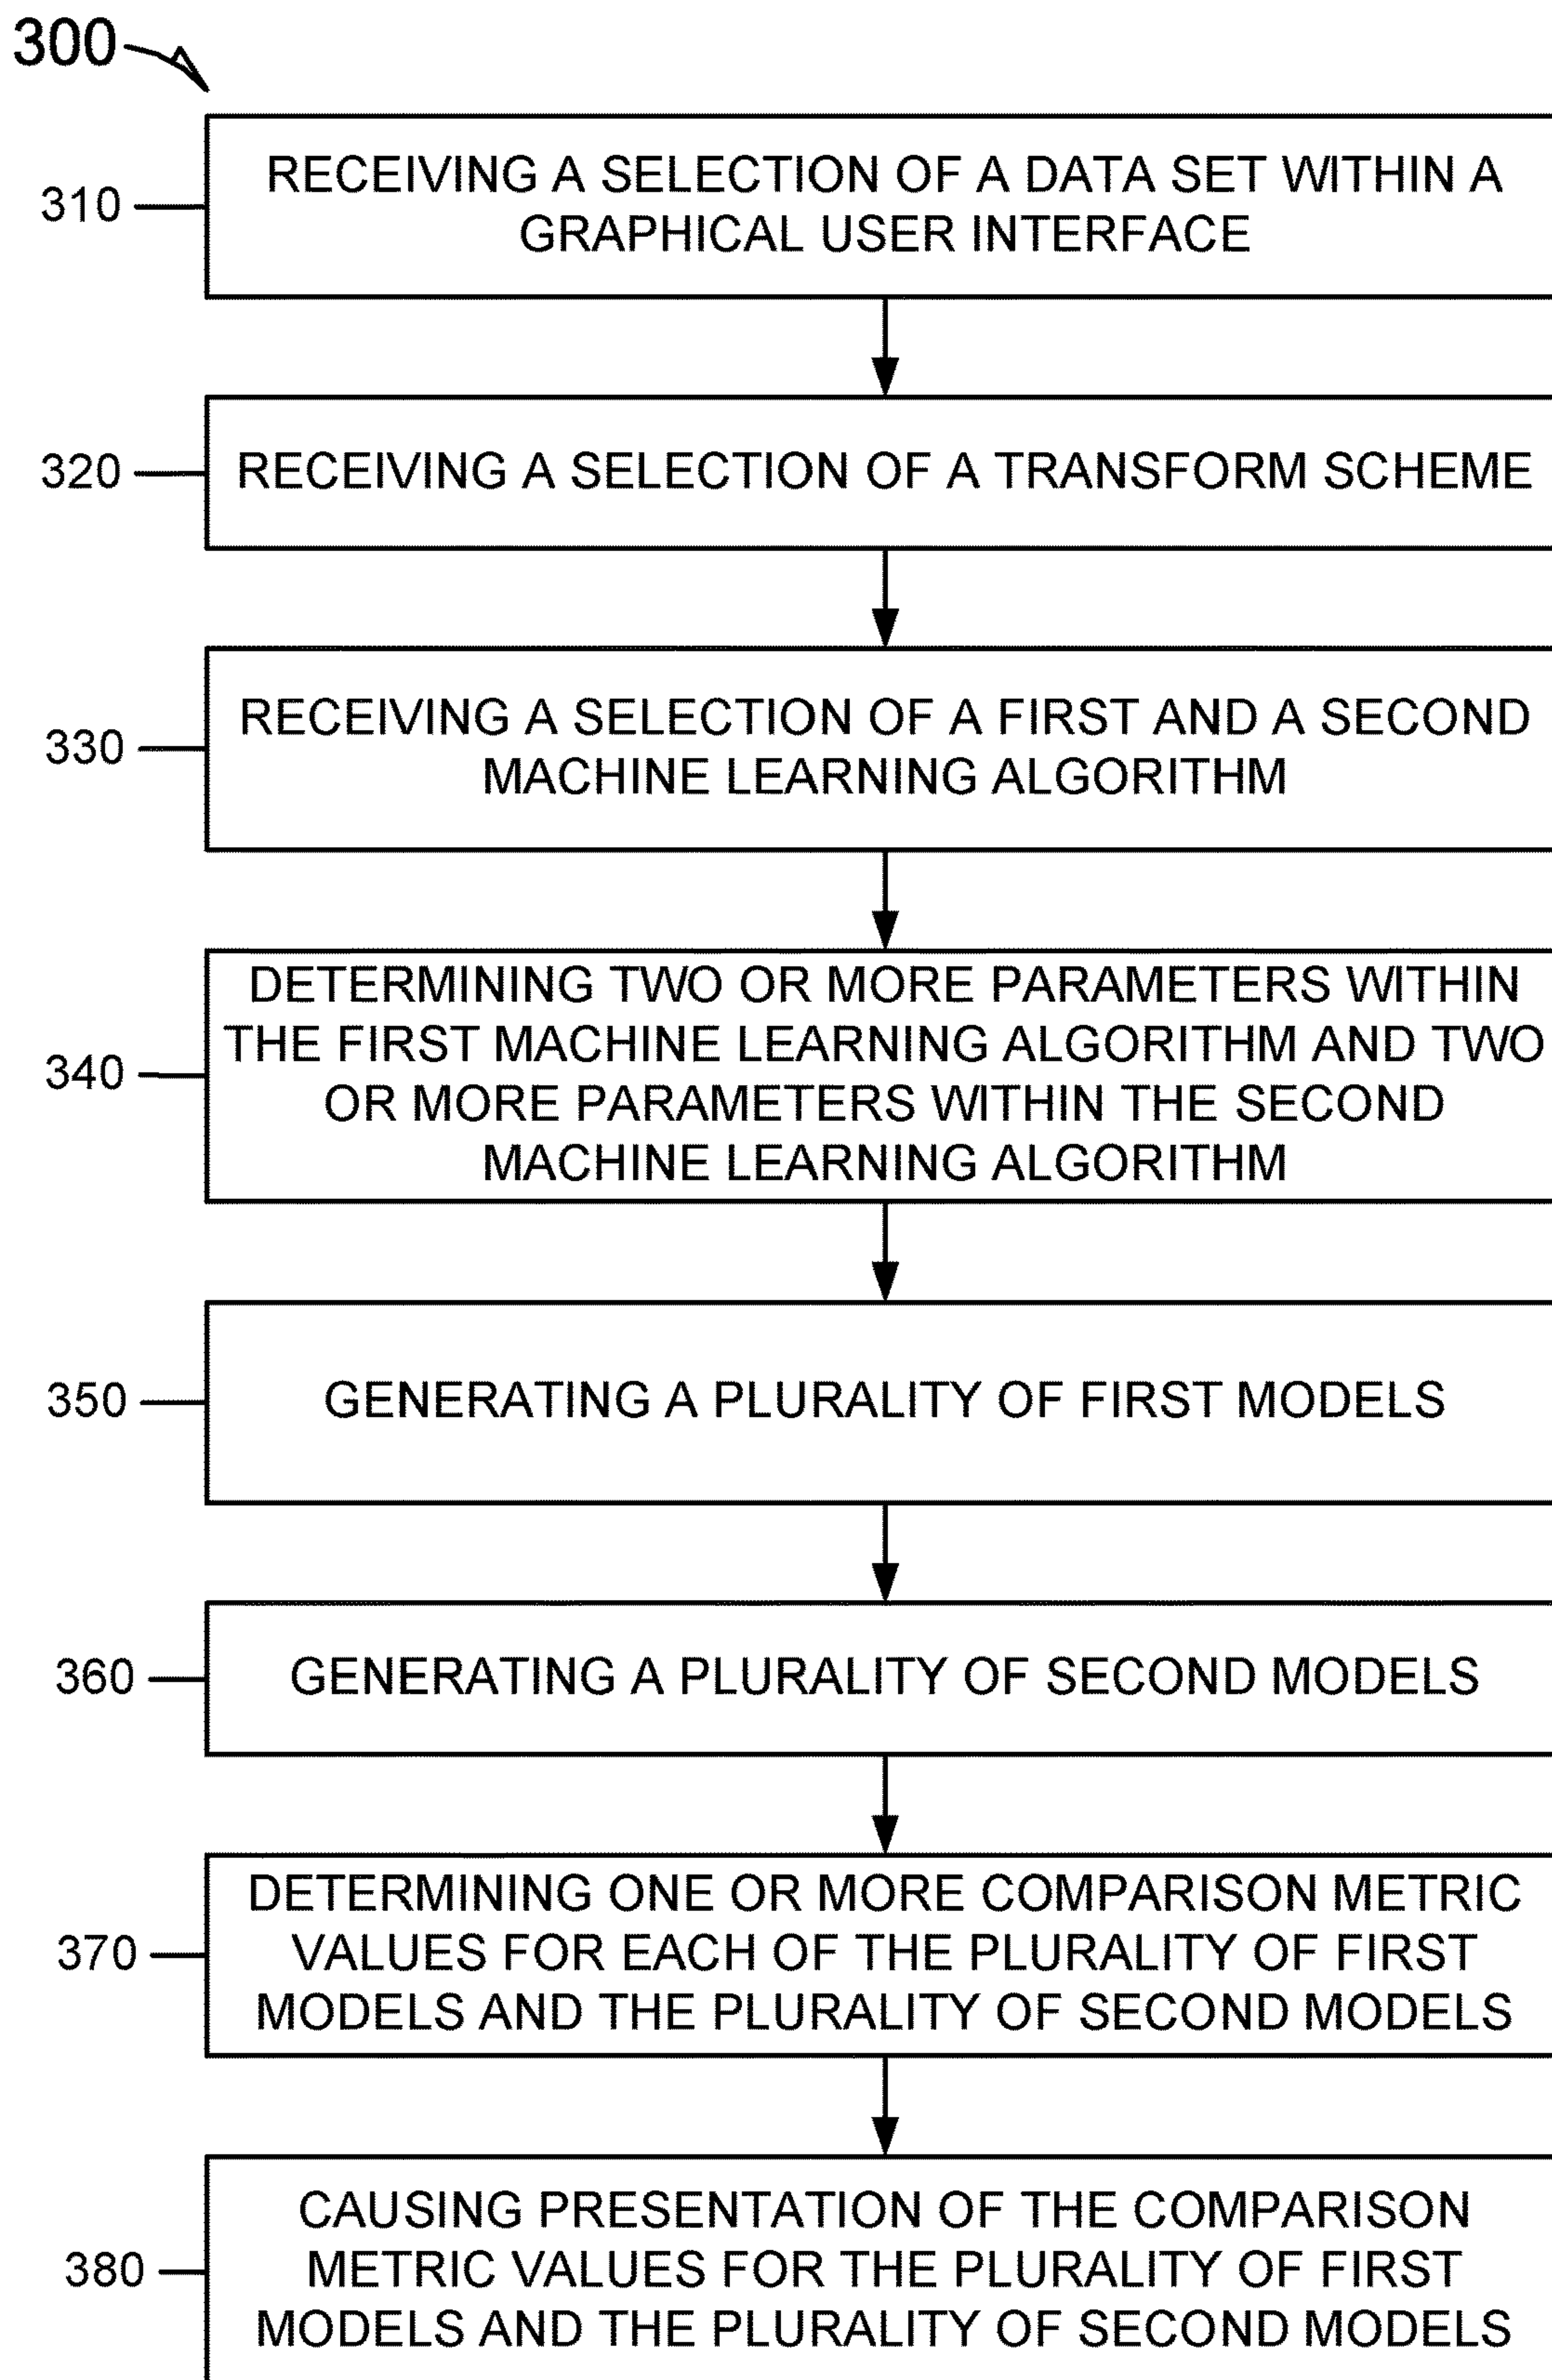 300
310
RECEIVING A SELECTION OF A DATA SET WITHIN A
GRAPHICAL USER INTERFACE
320
RECEIVING A SELECTION OF A TRANSFORM SCHEME
330
RECEIVING A SELECTION OF A FIRST AND A SECOND
MACHINE LEARNING ALGORITHM
340
DETERMINING TWO OR MORE PARAMETERS WITHIN
THE FIRST MACHINE LEARNING ALGORITHM AND TWO
OR MORE PARAMETERS WITHIN THE SECOND
MACHINE LEARNING ALGORITHM
350
GENERATING A PLURALITY OF FIRST MODELS
360
GENERATING A PLURALITY OF SECOND MODELS
370
DETERMINING ONE OR MORE COMPARISON METRIC
VALUES FOR EACH OF THE PLURALITY OF FIRST
MODELS AND THE PLURALITY OF SECOND MODELS
380
CAUSING PRESENTATION OF THE COMPARISON
METRIC VALUES FOR THE PLURALITY OF FIRST
MODELS AND THE PLURALITY OF SECOND MODELS